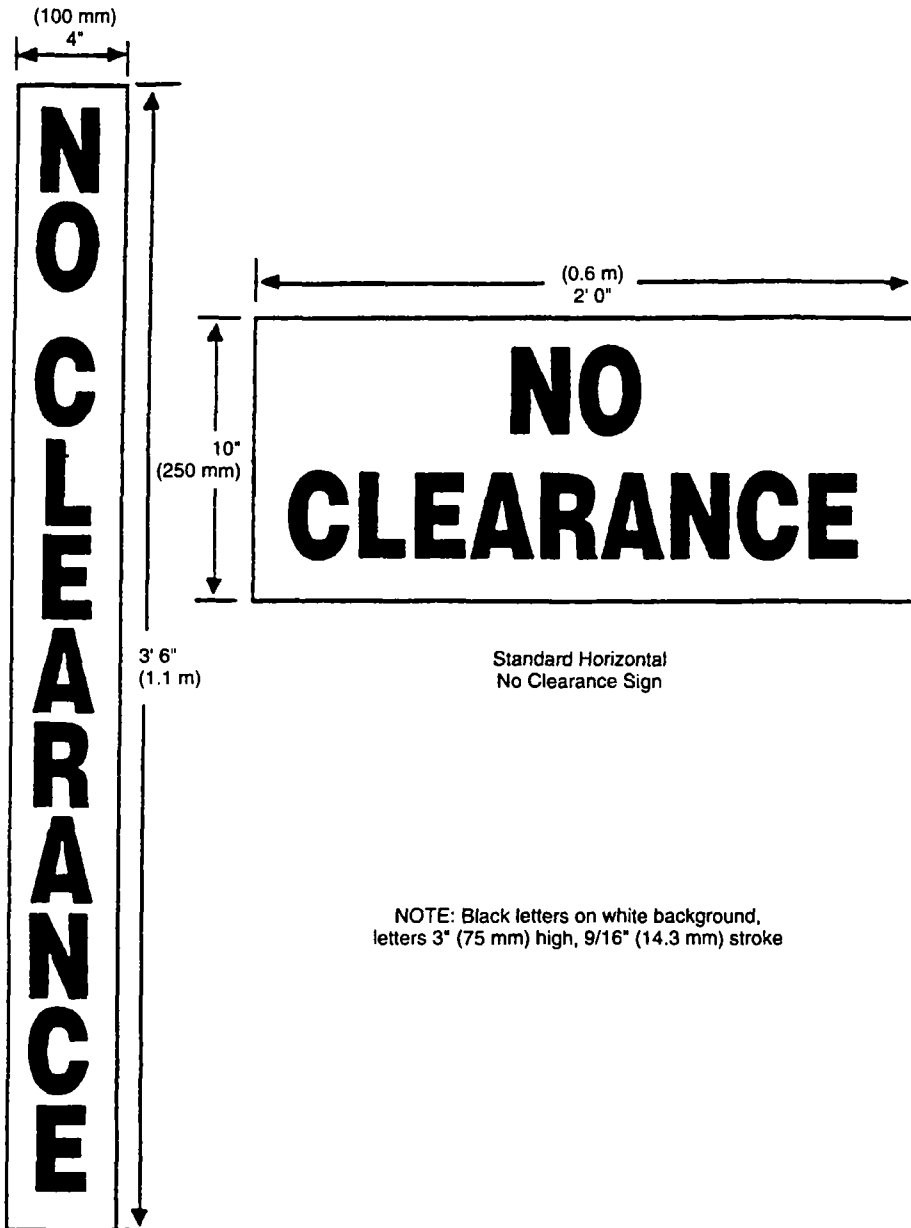 (100 mm)
4"
NO CLEARANCE
3' 6"
(1.1 m)
(0.6 m)
2' 0"
10"
(250 mm)
NO
CLEARANCE
Standard Horizontal
No Clearance Sign
NOTE: Black letters on white background,
letters 3" (75 mm) high, 9/16" (14.3 mm) stroke